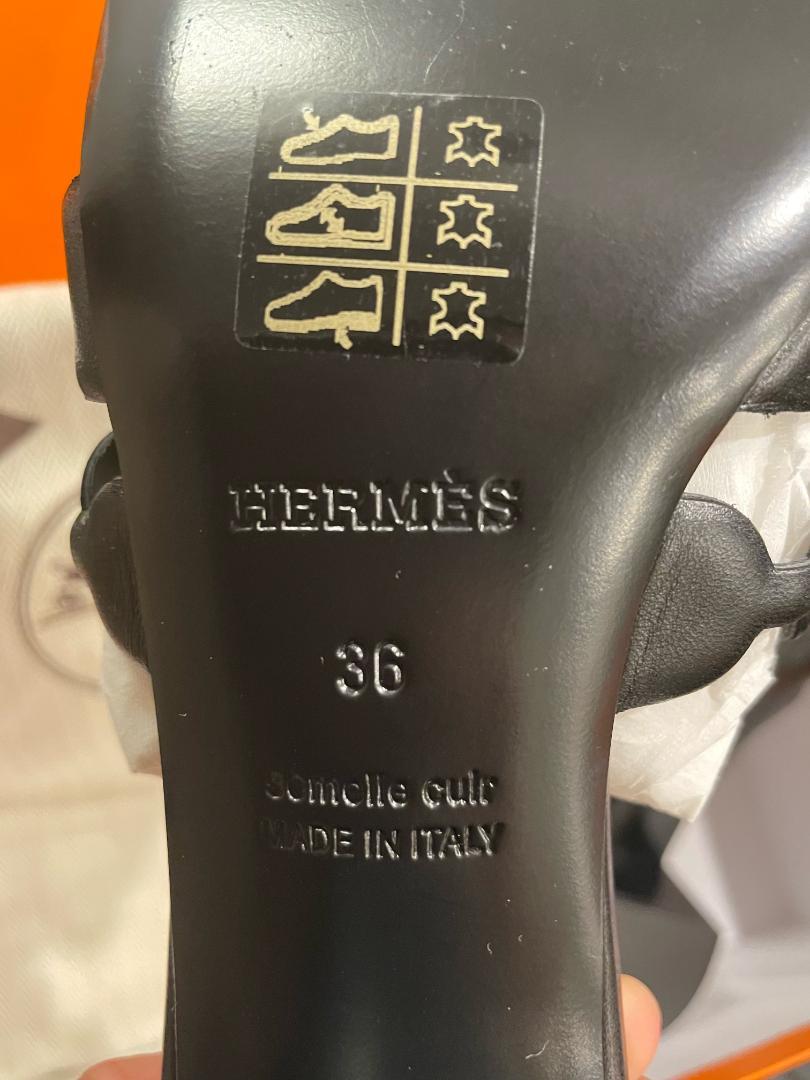 HERMÈS
36
semelle cuir
MADE IN ITALY